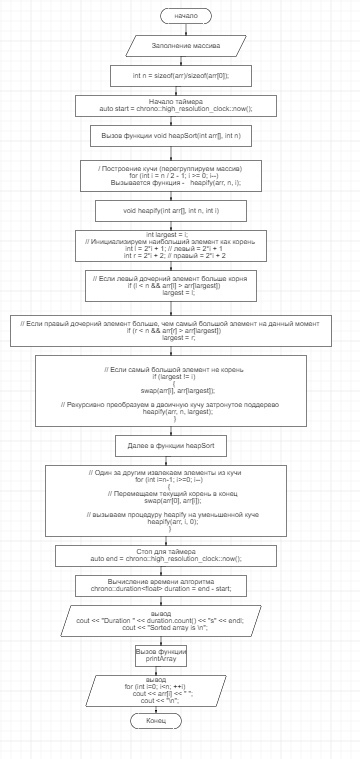 начало
Заполнение массива
int n = sizeof(arr)/sizeof(arr[0]);
Начало таймера
auto start = chrono::high_resolution_clock::now();
Вызов функции void heapSort(int arr[], int n)
/ Построение кучи (перегруппируем массив)
for (int i = n / 2 - 1; i >= 0; i--)
Вызывается функция - heapify(arr, n, i);
void heapify(int arr[], int n, int i)
int largest = i;
// Инициализируем наибольший элемент как корень
int l = 2*i + 1; // левый = 2*i + 1
int r = 2*i + 2; // правый = 2*i + 2
// Если левый дочерний элемент больше корня
if (l < n && arr[l] > arr[largest])
largest = l;
// Если правый дочерний элемент больше, чем самый большой элемент на данный момент
if (r < n && arr[r] > arr[largest])
largest = r;
// Если самый большой элемент не корень
if (largest != i)
{
swap(arr[i], arr[largest]);
// Рекурсивно преобразуем в двоичную кучу затронутое поддерево
heapify(arr, n, largest);
}
Далее в функции heapSort
// Один за другим извлекаем элементы из кучи
for (int i=n-1; i>=0; i--)
{
// Перемещаем текущий корень в конец
swap(arr[0], arr[i]);
// вызываем процедуру heapify на уменьшенной куче
heapify(arr, i, 0);
}
Стоп для таймера
auto end = chrono::high_resolution_clock::now();
Вычисление времени алгоритма
chrono::duration<float> duration = end - start;
вывод
cout << "Duration " << duration.count() << "s" << endl;
cout << "Sorted array is \n";
Вызов функции
printArray
вывод
for (int i=0; i<n; ++i)
cout << arr[i] << " ";
cout << "\n";
Конец